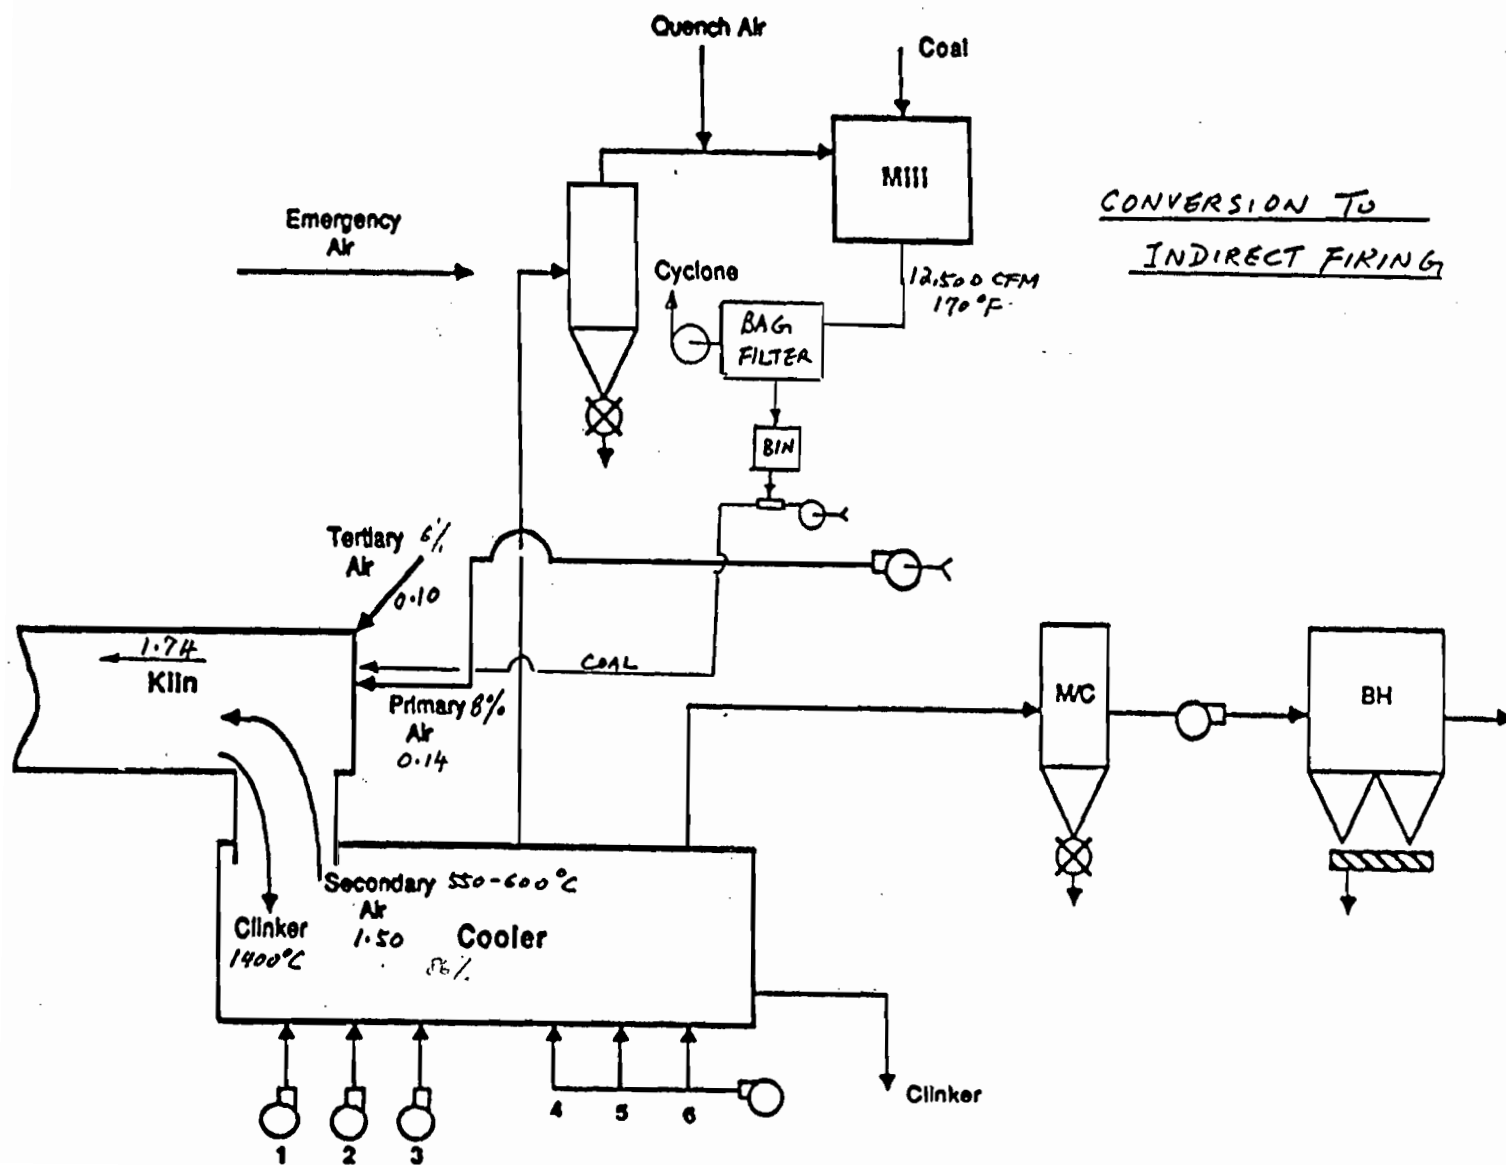 Quench Air
Coal
Mill
CONVERSION TO
INDIRECT FIRING
Emergency
Air
Cyclone
12,500 CFM
170°F
BAG
FILTER
BIN
Tertiary 6%
Air
0.10
1.74
Kiln
COAL
Primary 8%
Air
0.14
M/C
BH
Secondary 550-600°C
Air
1.50
Clinker
1400°C
Cooler
86%
Clinker
1
2
3
4
5
6